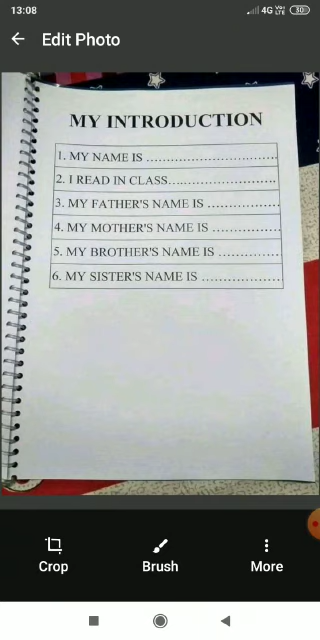 13:08
4G Vo) LTE 30
Edit Photo
MY INTRODUCTION
1. MY NAME IS ....................................
2. I READ IN CLASS..............................
3. MY FATHER'S NAME IS ...................
4. MY MOTHER'S NAME IS ..................
5. MY BROTHER'S NAME IS ................
6. MY SISTER'S NAME IS .....................
Crop Brush More